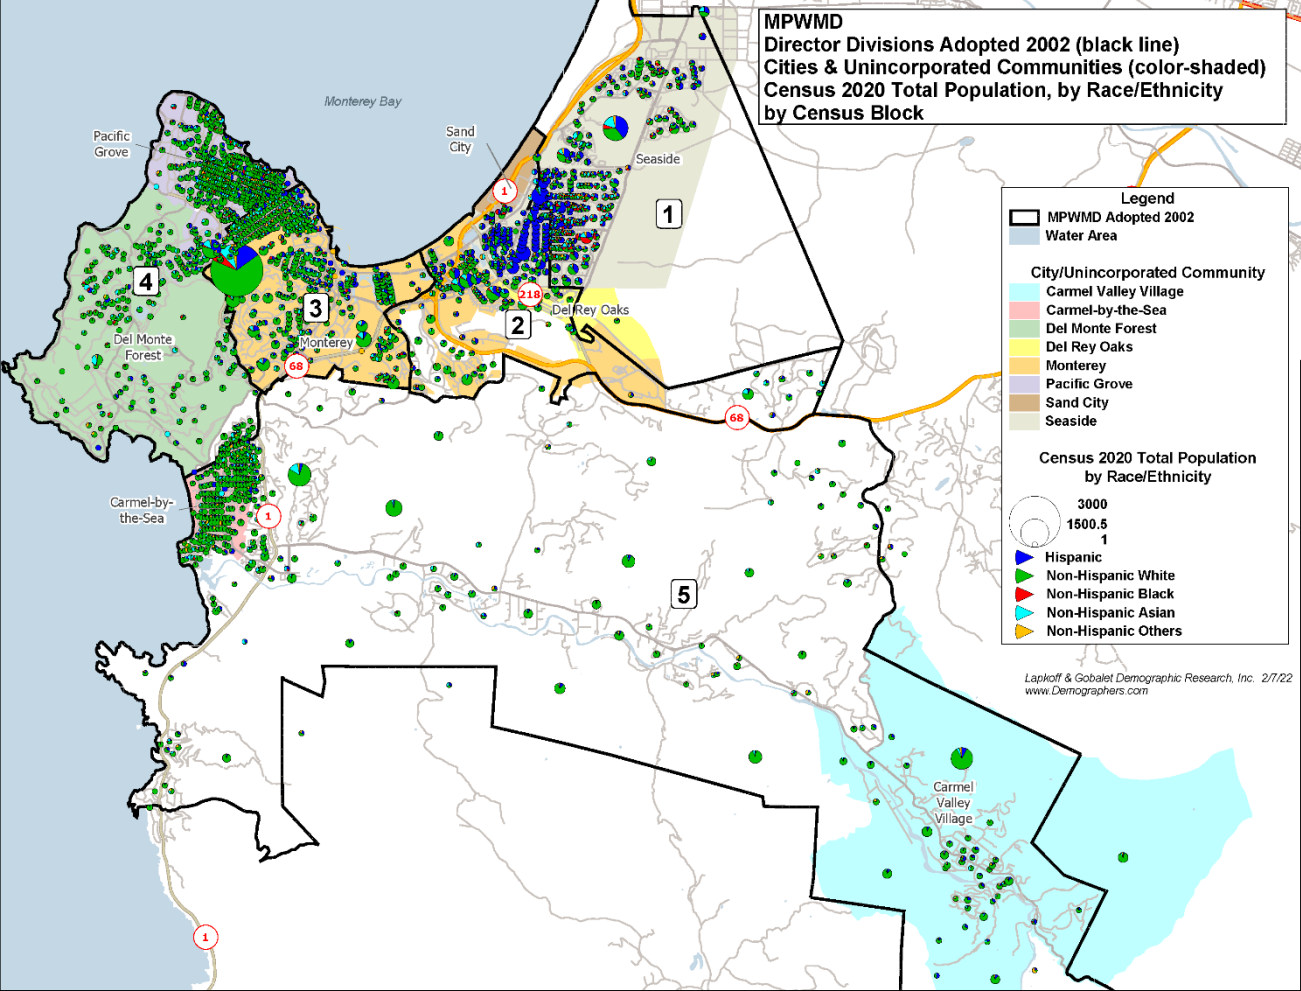 MPWMD
Director Divisions Adopted 2002 (black line)
Cities & Unincorporated Communities (color-shaded)
Census 2020 Total Population, by Race/Ethnicity
by Census Block
Monterey Bay
Pacific
Grove
Sand
City
Seaside
1
1
4
3
218
2
Del Rey Oaks
Del Monte
Forest
Monterey
68
68
Carmel-by-
the-Sea
1
5
Carmel
Valley
Village
1
Legend
MPWMD Adopted 2002
Water Area
City/Unincorporated Community
Carmel Valley Village
Carmel-by-the-Sea
Del Monte Forest
Del Rey Oaks
Monterey
Pacific Grove
Sand City
Seaside
Census 2020 Total Population
by Race/Ethnicity
3000
1500.5
1
Hispanic
Non-Hispanic White
Non-Hispanic Black
Non-Hispanic Asian
Non-Hispanic Others
Lapkoff & Gobalet Demographic Research, Inc. 2/7/22
www.Demographers.com